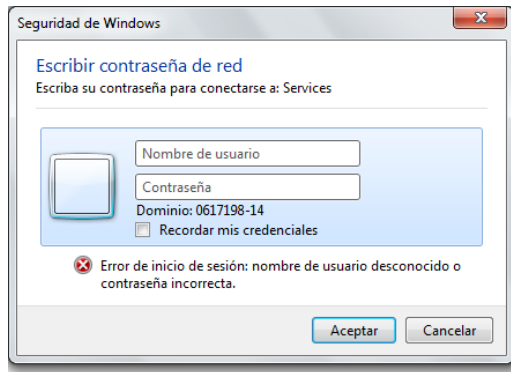 Seguridad de Windows
Escribir contraseña de red
Escriba su contraseña para conectarse a: Services
Nombre de usuario
Contraseña
Dominio: 0617198-14
Recordar mis credenciales
Error de inicio de sesión: nombre de usuario desconocido o
contraseña incorrecta.
Aceptar
Cancelar